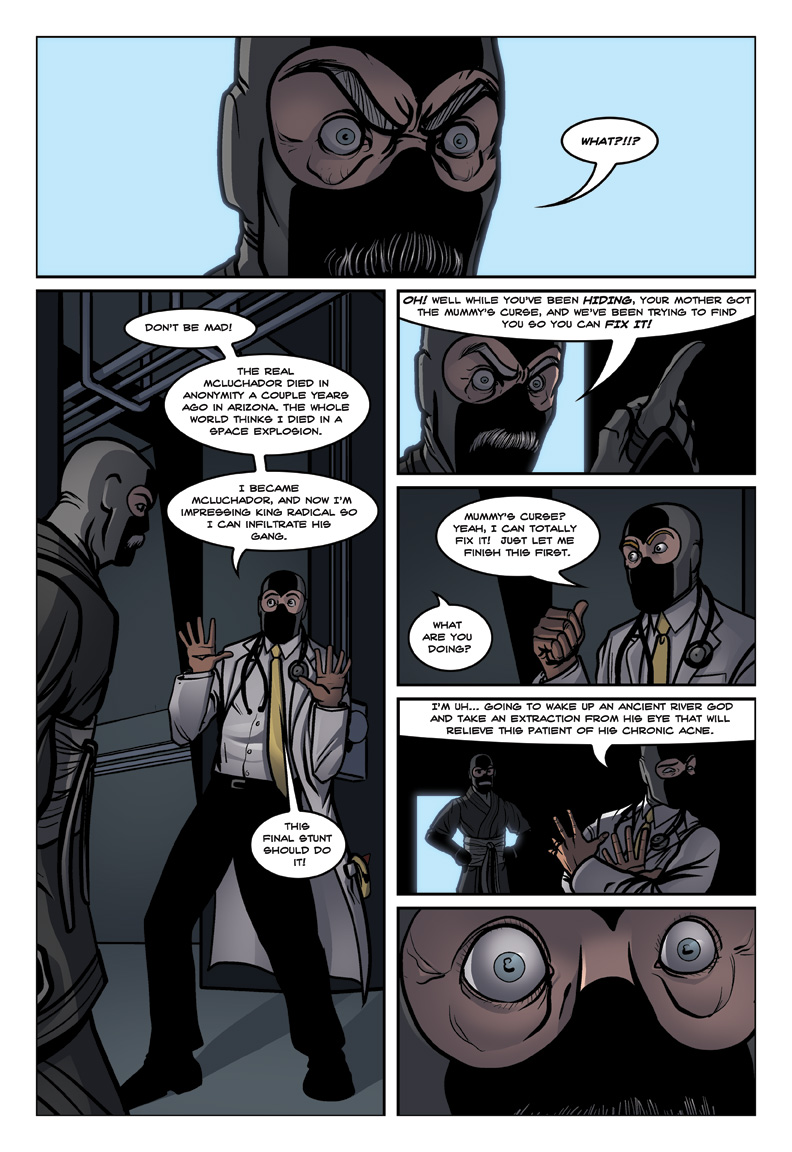 WHAT?!!?
DON'T BE MAD!
THE REAL
MCLUCHADOR DIED IN
ANONYMITY A COUPLE YEARS
AGO IN ARIZONA. THE WHOLE
WORLD THINKS I DIED IN A
SPACE EXPLOSION.
I BECAME
MCLUCHADOR, AND NOW I'M
IMPRESSING KING RADICAL SO
I CAN INFILTRATE HIS
GANG.
THIS
FINAL STUNT
SHOULD DO
IT!
OH! WELL WHILE YOU'VE BEEN HIDING, YOUR MOTHER GOT
THE MUMMY'S CURSE, AND WE'VE BEEN TRYING TO FIND
YOU SO YOU CAN FIX IT!
MUMMY'S CURSE?
YEAH, I CAN TOTALLY
FIX IT! JUST LET ME
FINISH THIS FIRST.
WHAT
ARE YOU
DOING?
I'M UH... GOING TO WAKE UP AN ANCIENT RIVER GOD
AND TAKE AN EXTRACTION FROM HIS EYE THAT WILL
RELIEVE THIS PATIENT OF HIS CHRONIC ACNE.